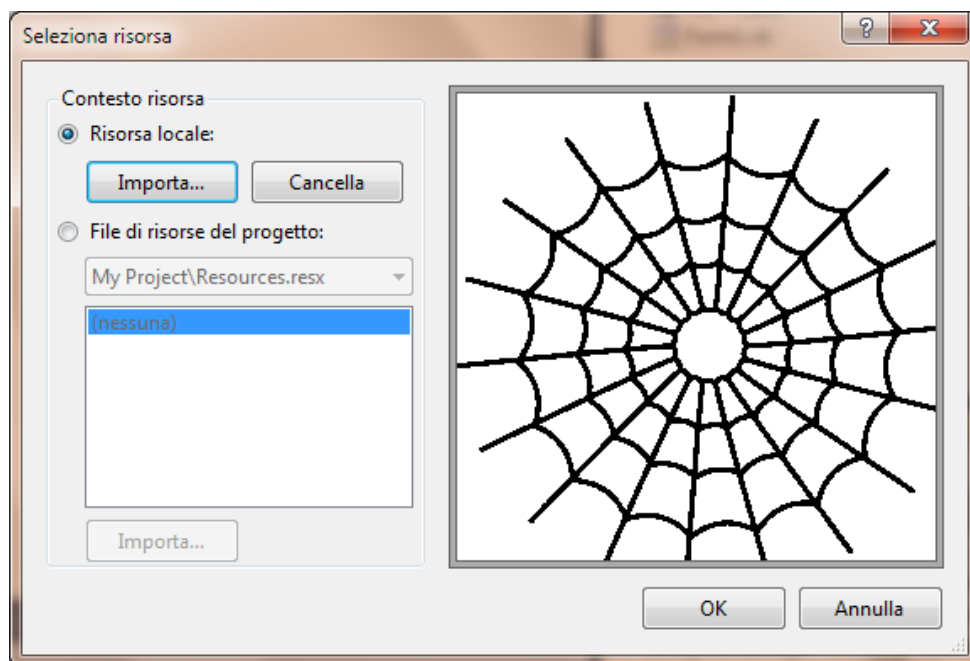 Seleziona risorsa
?
Contesto risorsa
Risorsa locale:
Importa...
Cancella
File di risorse del progetto:
My Project\Resources.resx
(nessuna)
Importa...
OK
Annulla